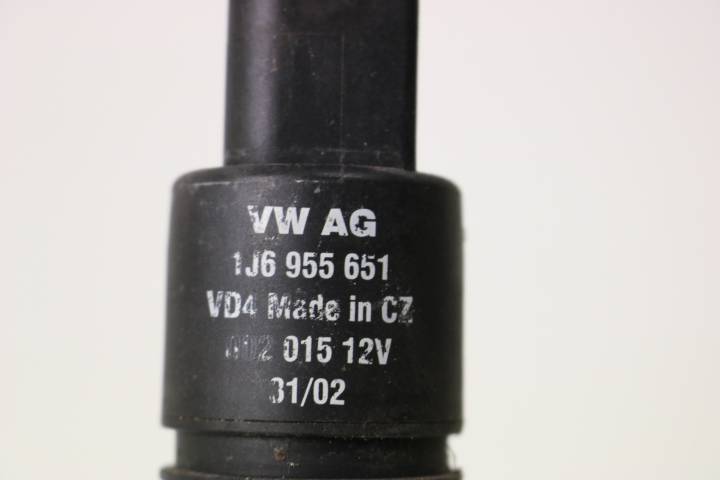 VW AG
1J6 955 651
VD4 Made in CZ
015 12V
31/02